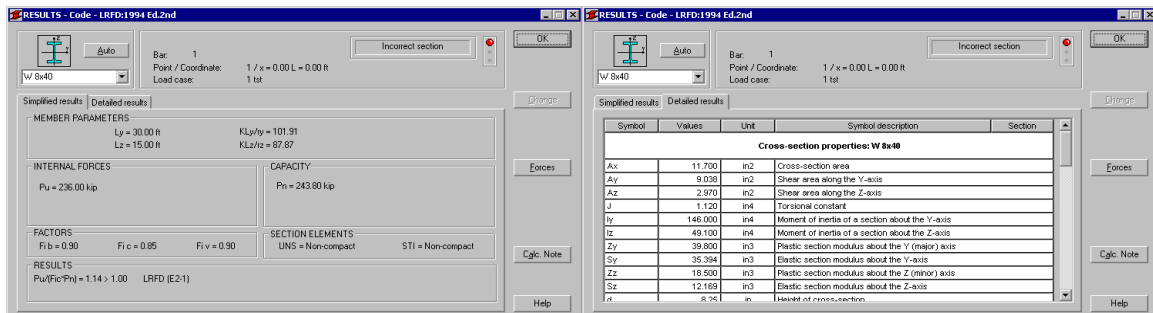 RESULTS - Code - LRFD:1994 Ed.2nd
Auto
W 8x40
Bar: 1
Point / Coordinate: 1 / x = 0.00 L = 0.00 ft
Load case: 1 tst
Incorrect section
OK
Change
Forces
Calc. Note
Help
Simplified results
Detailed results
MEMBER PARAMETERS
Ly = 30.00 ft KLy/ry = 101.91
Lz = 15.00 ft KLz/rz = 87.87
INTERNAL FORCES
Pu = 236.00 kip
CAPACITY
Pn = 243.80 kip
FACTORS
Fi b = 0.90 Fi c = 0.85 Fi v = 0.90
SECTION ELEMENTS
UNS = Non-compact STI = Non-compact
RESULTS
Pu/(Fic*Pn) = 1.14 > 1.00 LRFD (E2-1)
RESULTS - Code - LRFD:1994 Ed.2nd
Auto
W 8x40
Bar: 1
Point / Coordinate: 1 / x = 0.00 L = 0.00 ft
Load case: 1 tst
Incorrect section
OK
Change
Forces
Calc. Note
Help
Simplified results
Detailed results
Symbol Values Unit Symbol description Section
Cross-section properties: W 8x40
Ax 11.700 in2 Cross-section area
Ay 9.038 in2 Shear area along the Y-axis
Az 2.970 in2 Shear area along the Z-axis
J 1.120 in4 Torsional constant
Iy 146.000 in4 Moment of inertia of a section about the Y-axis
Iz 49.100 in4 Moment of inertia of a section about the Z-axis
Zy 39.800 in3 Plastic section modulus about the Y (major) axis
Sy 35.394 in3 Elastic section modulus about the Y-axis
Zz 18.500 in3 Plastic section modulus about the Z (minor) axis
Sz 12.169 in3 Elastic section modulus about the Z-axis
d 8.25 in Height of cross-section